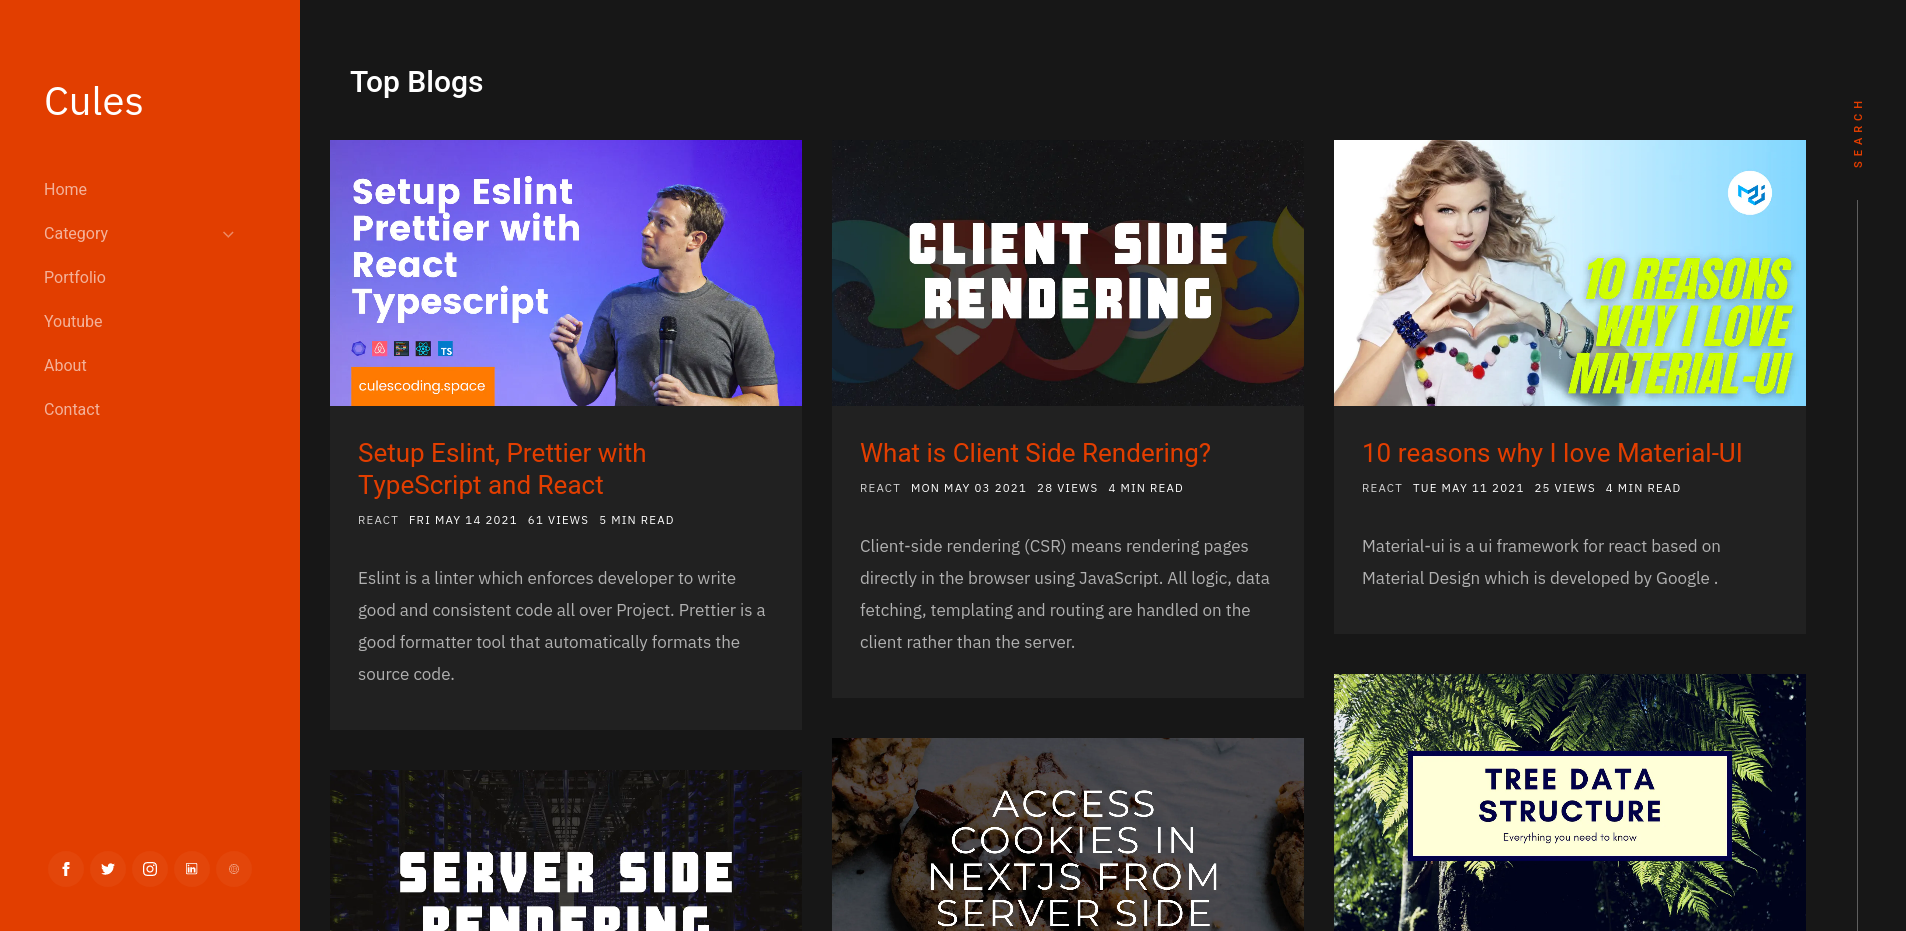 Cules
Home
Category
Portfolio
Youtube
About
Contact
Top Blogs
SEARCH
Setup Eslint
Prettier with
React
Typescript
TS
culescoding.space
Setup Eslint, Prettier with
TypeScript and React
REACT FRI MAY 14 2021 61 VIEWS 5 MIN READ
Eslint is a linter which enforces developer to write
good and consistent code all over Project. Prettier is a
good formatter tool that automatically formats the
source code.
SERVER SIDE
RENDERING
CLIENT SIDE
RENDERING
What is Client Side Rendering?
REACT MON MAY 03 2021 28 VIEWS 4 MIN READ
Client-side rendering (CSR) means rendering pages
directly in the browser using JavaScript. All logic, data
fetching, templating and routing are handled on the
client rather than the server.
ACCESS
COOKIES IN
NEXTJS FROM
SERVER SIDE
10 REASONS
WHY I LOVE
MATERIAL-UI
10 reasons why I love Material-UI
REACT TUE MAY 11 2021 25 VIEWS 4 MIN READ
Material-ui is a ui framework for react based on
Material Design which is developed by Google .
TREE DATA
STRUCTURE
Everything you need to know